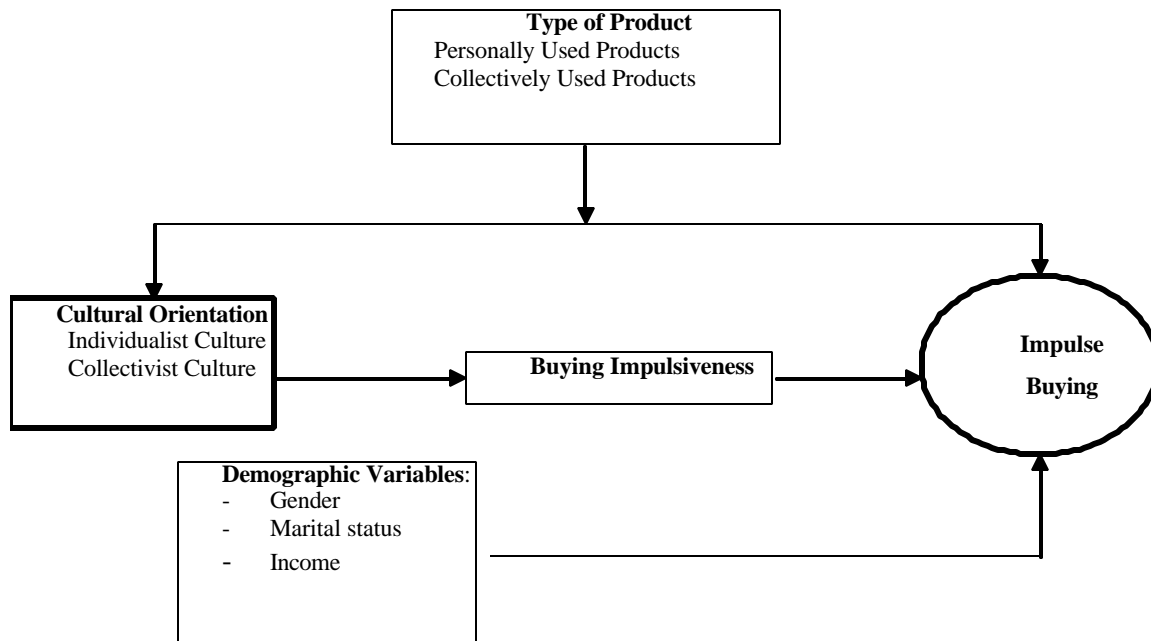 Type of Product
Personally Used Products
Collectively Used Products
Cultural Orientation
Individualist Culture
Collectivist Culture
Buying Impulsiveness
Impulse
Buying
Demographic Variables:
- Gender
- Marital status
- Income